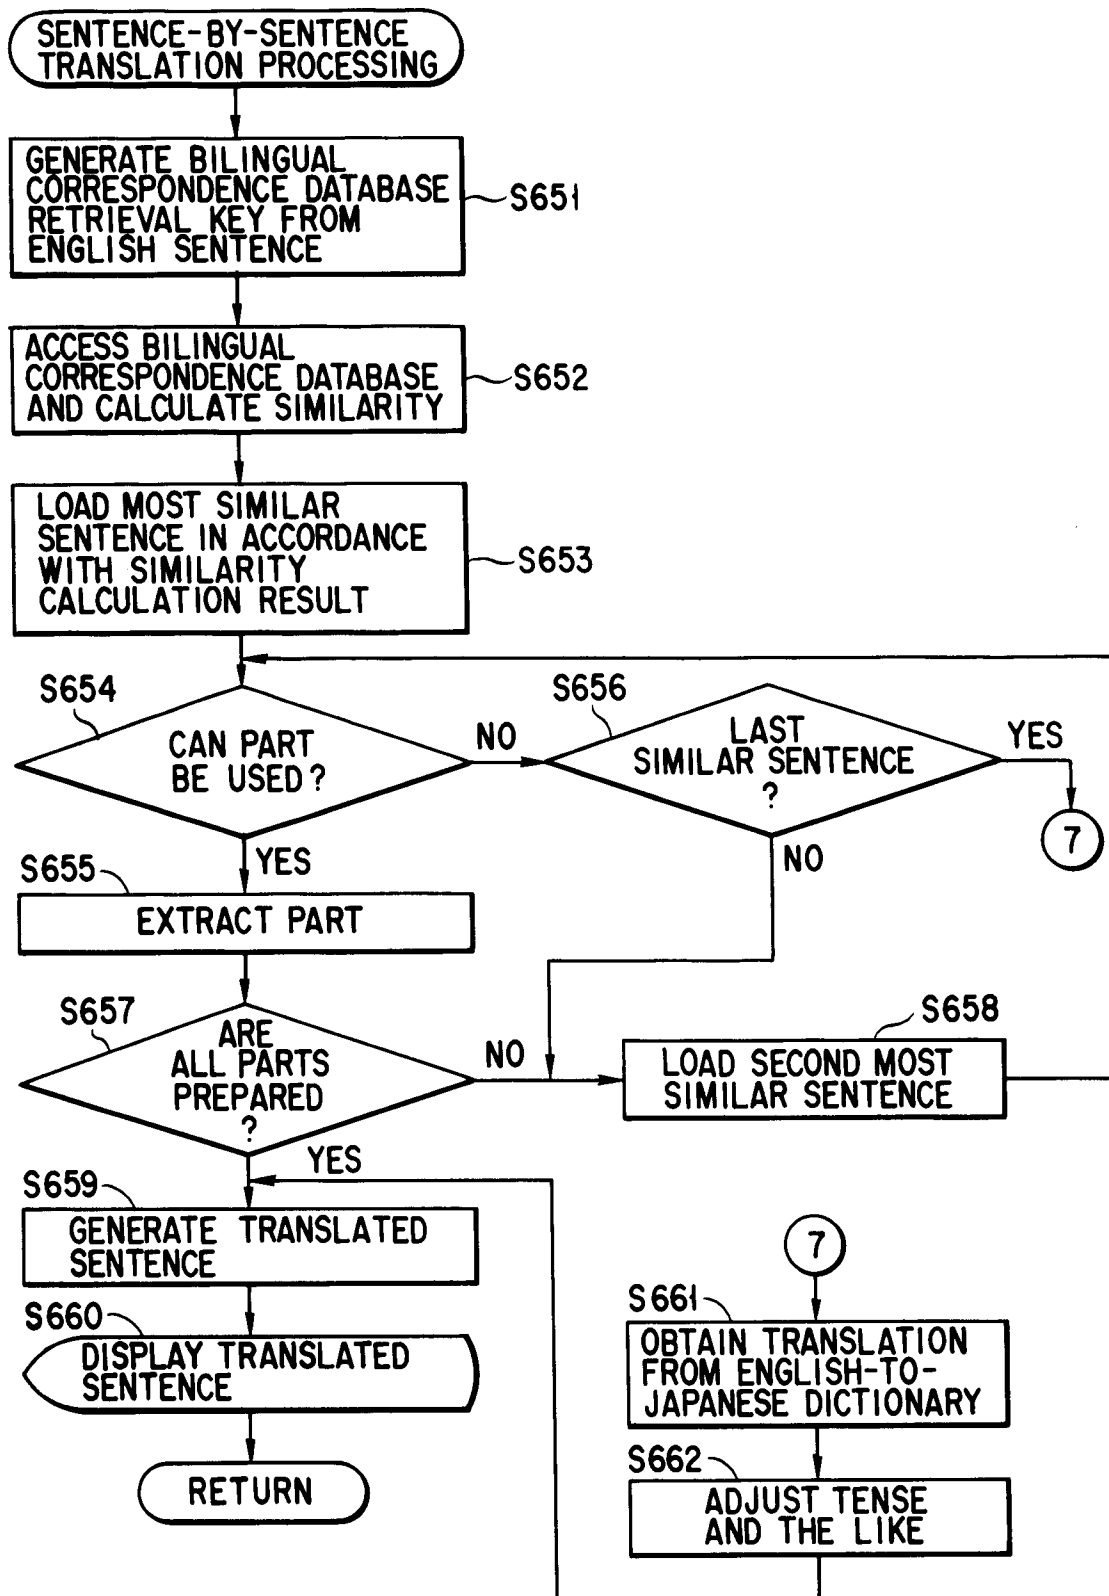 SENTENCE-BY-SENTENCE
TRANSLATION PROCESSING
GENERATE BILINGUAL
CORRESPONDENCE DATABASE
RETRIEVAL KEY FROM
ENGLISH SENTENCE
S651
ACCESS BILINGUAL
CORRESPONDENCE DATABASE
AND CALCULATE SIMILARITY
S652
LOAD MOST SIMILAR
SENTENCE IN ACCORDANCE
WITH SIMILARITY
CALCULATION RESULT
S653
S654
CAN PART
BE USED?
NO
YES
S656
LAST
SIMILAR SENTENCE
?
YES
7
NO
S655
EXTRACT PART
S657
ARE
ALL PARTS
PREPARED
?
NO
YES
S658
LOAD SECOND MOST
SIMILAR SENTENCE
S659
GENERATE TRANSLATED
SENTENCE
S660
DISPLAY TRANSLATED
SENTENCE
RETURN
7
S661
OBTAIN TRANSLATION
FROM ENGLISH-TO-
JAPANESE DICTIONARY
S662
ADJUST TENSE
AND THE LIKE